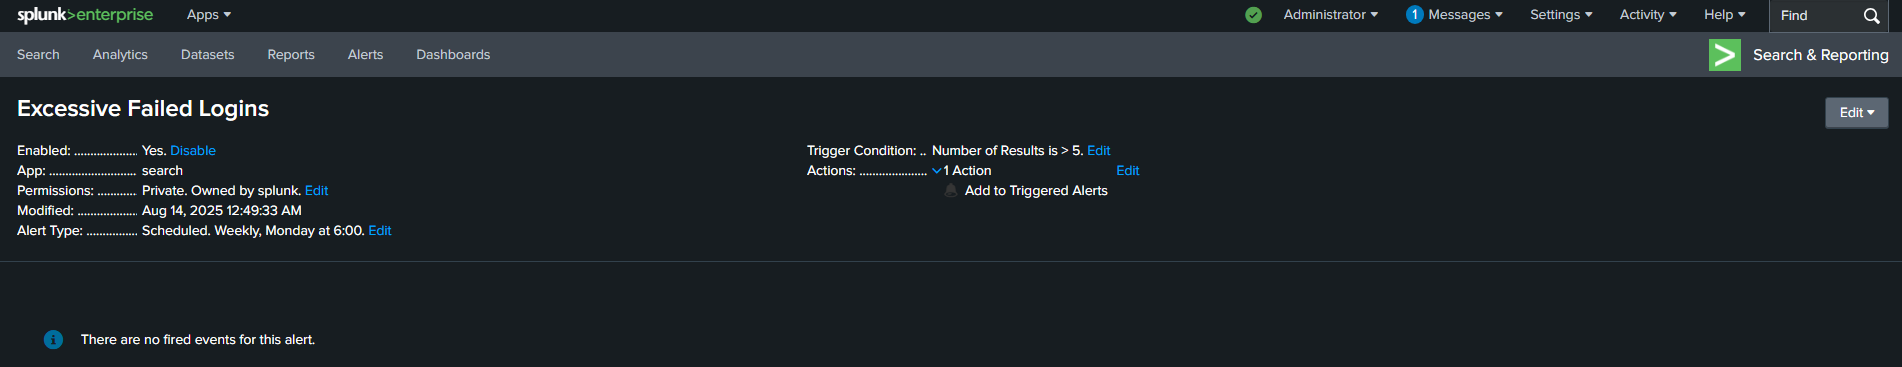 splunk>enterprise Apps Administrator 1 Messages Settings Activity Help Find
Search Analytics Datasets Reports Alerts Dashboards > Search & Reporting
Excessive Failed Logins
Edit
Enabled: ................... Yes. Disable
App: ........................... search
Permissions: ............ Private. Owned by splunk. Edit
Modified: .................. Aug 14, 2025 12:49:33 AM
Alert Type: ................ Scheduled. Weekly, Monday at 6:00. Edit
Trigger Condition: .. Number of Results is > 5. Edit
Actions: ..................... 1 Action Edit
Add to Triggered Alerts
There are no fired events for this alert.